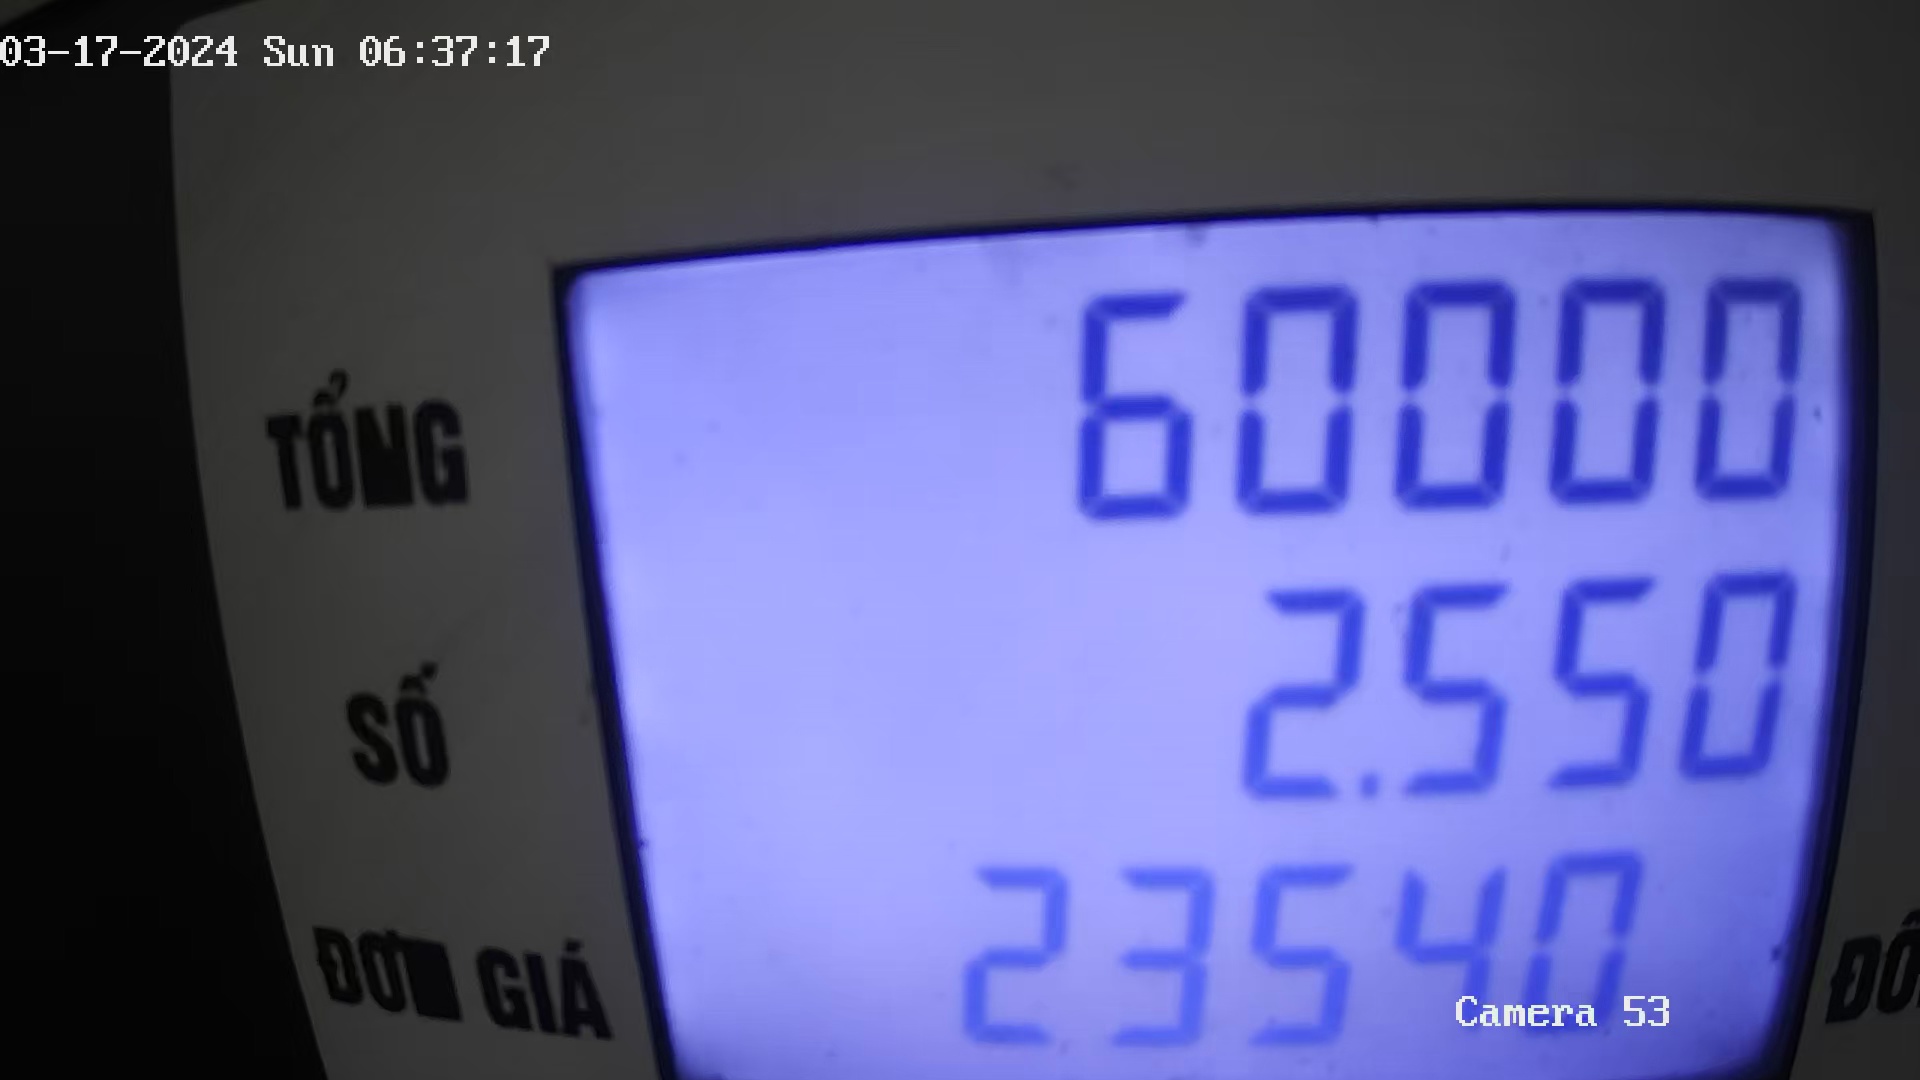 03-17-2024 Sun 06:37:17
TỔNG 60000
SỐ 2.550
ĐƠN GIÁ 23540
Camera 53